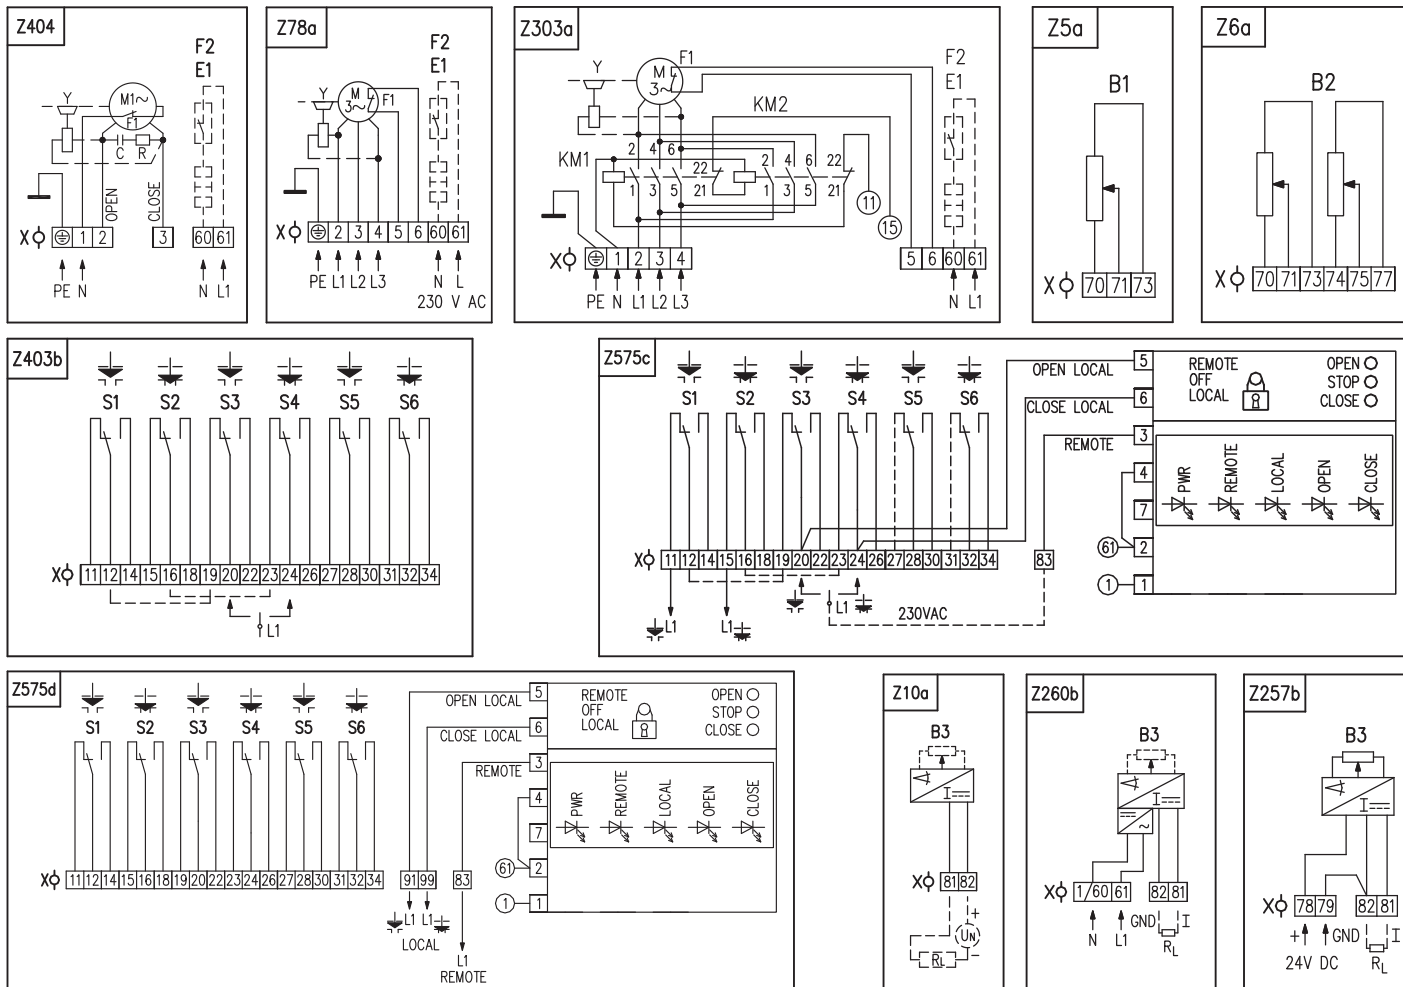 Z404
F2
E1
Y
M1~
F1
C R
OPEN
CLOSE
X 1 2 3 60 61
PE N N L1
Z78a
F2
E1
Y
M
3~
F1
X 2 3 4 5 6 60 61
PE L1 L2 L3 N L
230 V AC
Z303a
Y
M
3~
F1
F2
E1
KM2
KM1
2 4 6 22 2 4 6 22
1 3 5 21 1 3 5 21
11
15
X 1 2 3 4 5 6 60 61
PE N L1 L2 L3 N L1
Z5a
B1
X 70 71 73
Z6a
B2
X 70 71 73 74 75 77
Z403b
S1 S2 S3 S4 S5 S6
X 11 12 14 15 16 18 19 20 22 23 24 26 27 28 30 31 32 34
L1
Z575c
S1 S2 S3 S4 S5 S6
X 11 12 14 15 16 18 19 20 22 23 24 26 27 28 30 31 32 34 83
L1 L1 L1
230VAC
OPEN LOCAL 5
CLOSE LOCAL 6
REMOTE 3
4
7
61 2
1 1
REMOTE
OFF
LOCAL
OPEN
STOP
CLOSE
PWR
REMOTE
LOCAL
OPEN
CLOSE
Z575d
S1 S2 S3 S4 S5 S6
X 11 12 14 15 16 18 19 20 22 23 24 26 27 28 30 31 32 34 91 99 83
L1 L1
LOCAL
L1
REMOTE
OPEN LOCAL 5
CLOSE LOCAL 6
REMOTE 3
4
7
61 2
1 1
REMOTE
OFF
LOCAL
OPEN
STOP
CLOSE
PWR
REMOTE
LOCAL
OPEN
CLOSE
Z10a
B3
I
X 81 82
+
UN
−
RL
Z260b
B3
I
~
X 1/60 61 82 81
N L1 GND I
RL
Z257b
B3
I
X 78 79 82 81
+ GND I
24V DC RL